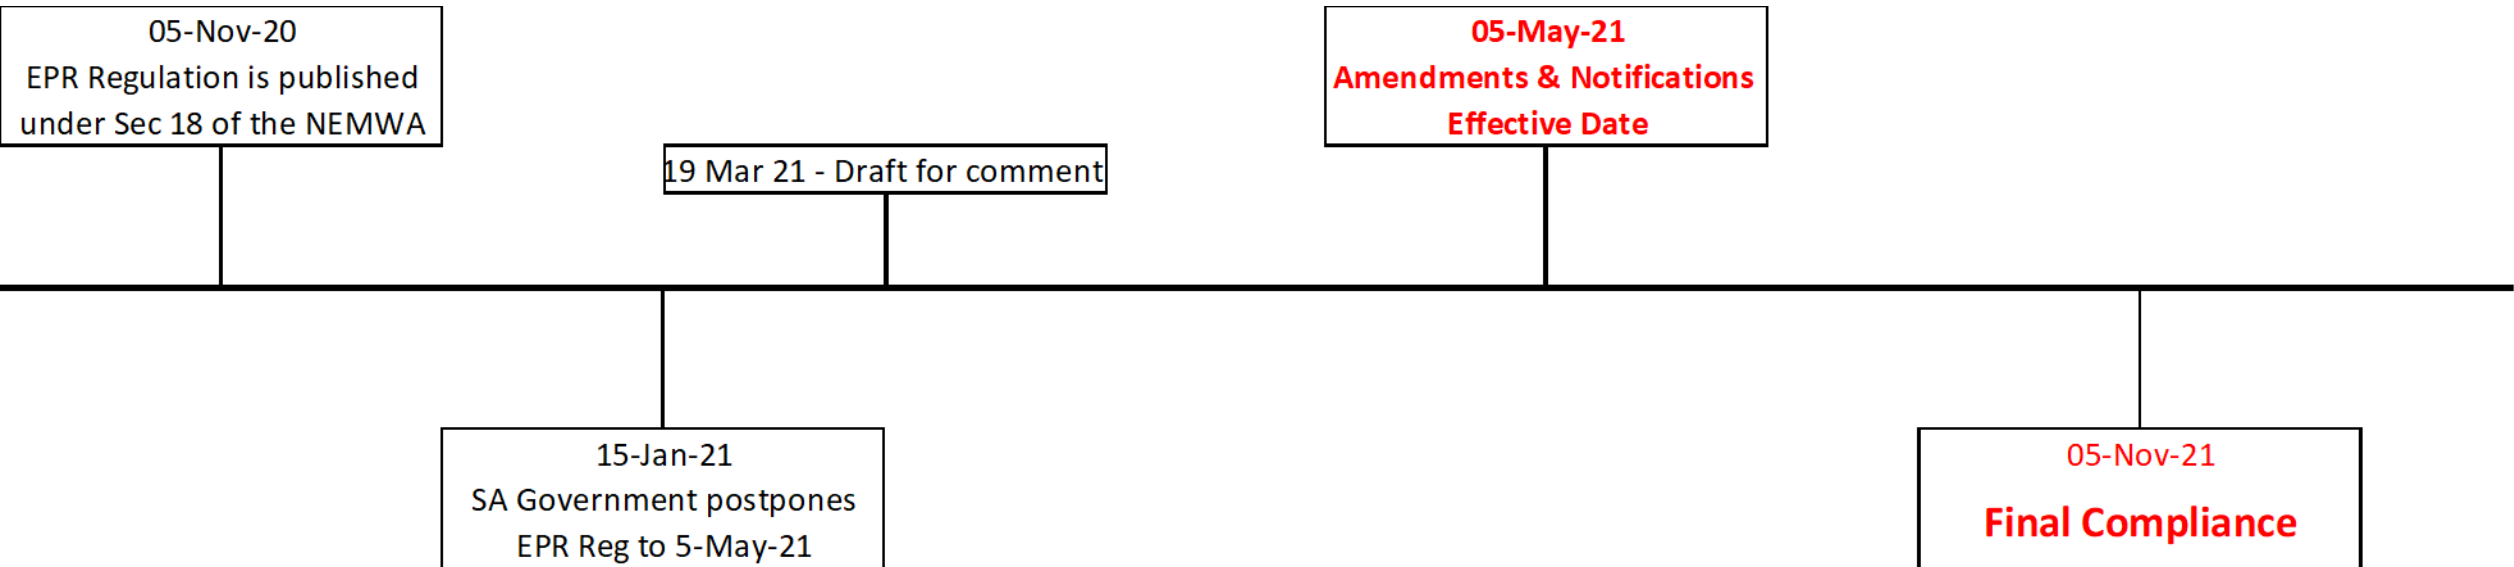 05-Nov-20
EPR Regulation is published
under Sec 18 of the NEMWA
15-Jan-21
SA Government postpones
EPR Reg to 5-May-21
19 Mar 21 - Draft for comment
05-May-21
Amendments & Notifications
Effective Date
05-Nov-21
Final Compliance